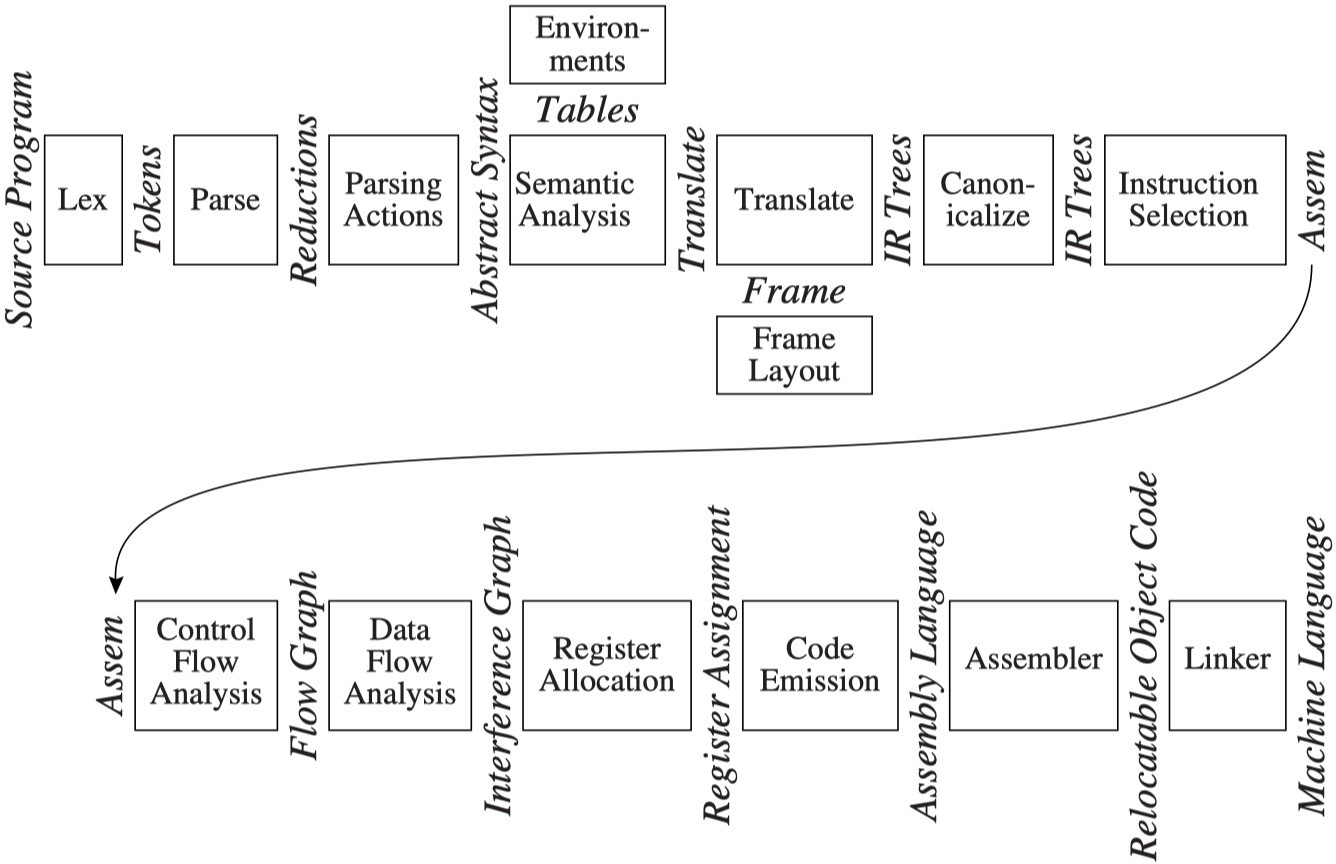 Source Program
Lex
Tokens
Parse
Reductions
Parsing
Actions
Abstract Syntax
Environ-
ments
Tables
Semantic
Analysis
Translate
Translate
Frame
Frame
Layout
IR Trees
Canon-
icalize
IR Trees
Instruction
Selection
Assem
Assem
Control
Flow
Analysis
Flow Graph
Data
Flow
Analysis
Interference Graph
Register
Allocation
Register Assignment
Code
Emission
Assembly Language
Assembler
Relocatable Object Code
Linker
Machine Language